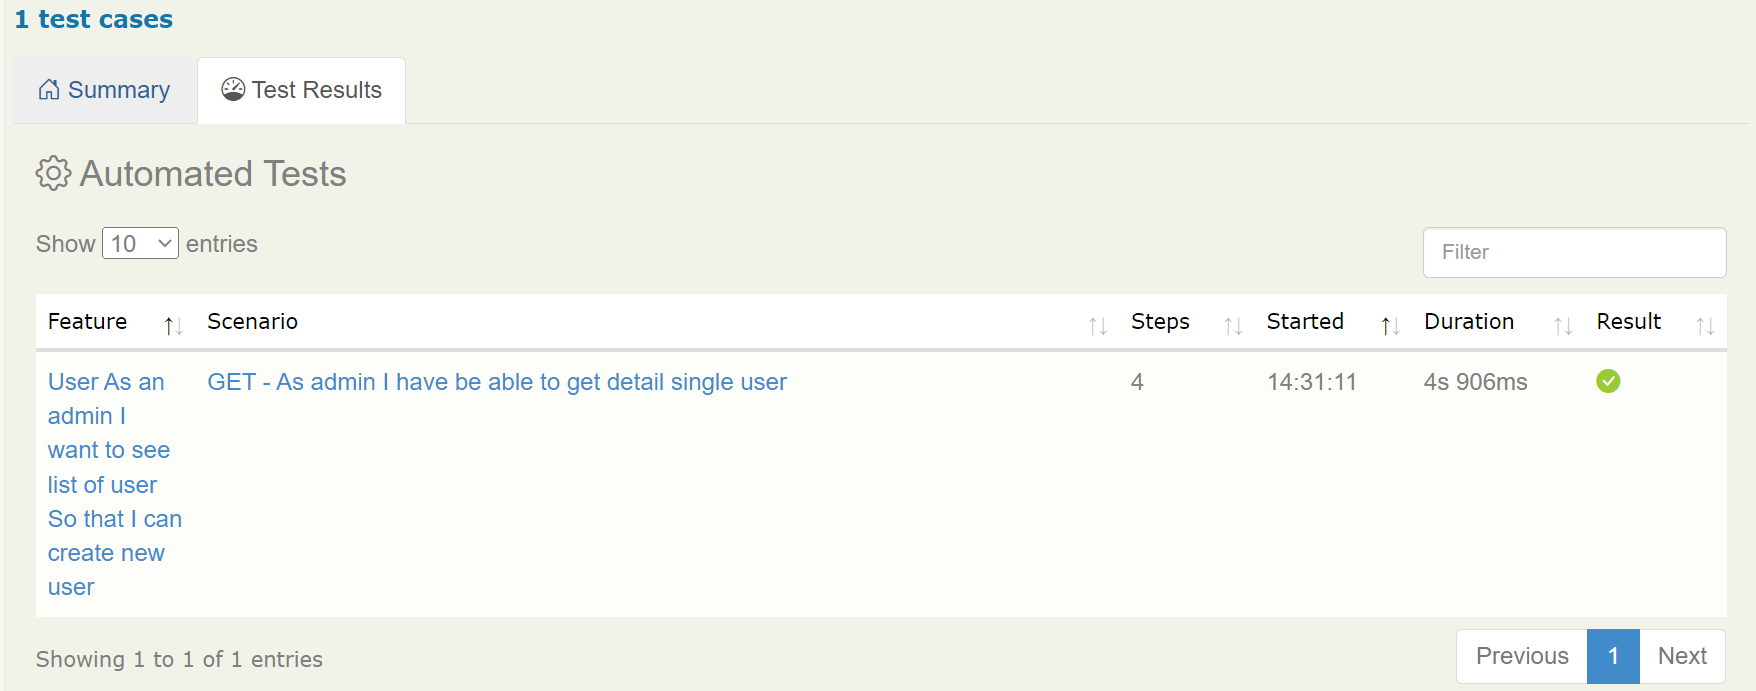 1 test cases
Summary
Test Results
Automated Tests
Show 10 entries
Filter
Feature Scenario Steps Started Duration Result
User As an GET - As admin I have be able to get detail single user 4 14:31:11 4s 906ms
admin I
want to see
list of user
So that I can
create new
user
Showing 1 to 1 of 1 entries
Previous 1 Next